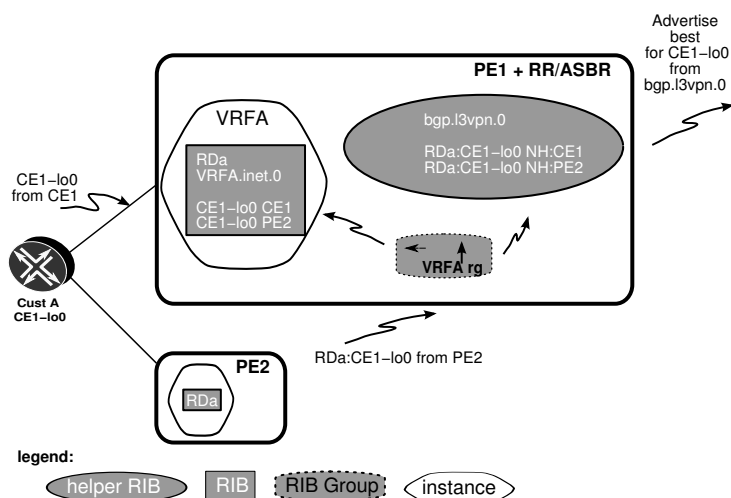 Advertise
best
for CE1-lo0
from
bgp.l3vpn.0
PE1 + RR/ASBR
VRFA
RDa
VRFA.inet.0
CE1-lo0 CE1
CE1-lo0 PE2
bgp.l3vpn.0
RDa:CE1-lo0 NH:CE1
RDa:CE1-lo0 NH:PE2
CE1-lo0
from CE1
VRFA rg
Cust A
CE1-lo0
RDa:CE1-lo0 from PE2
PE2
RDa
legend:
helper RIB
RIB
RIB Group
instance